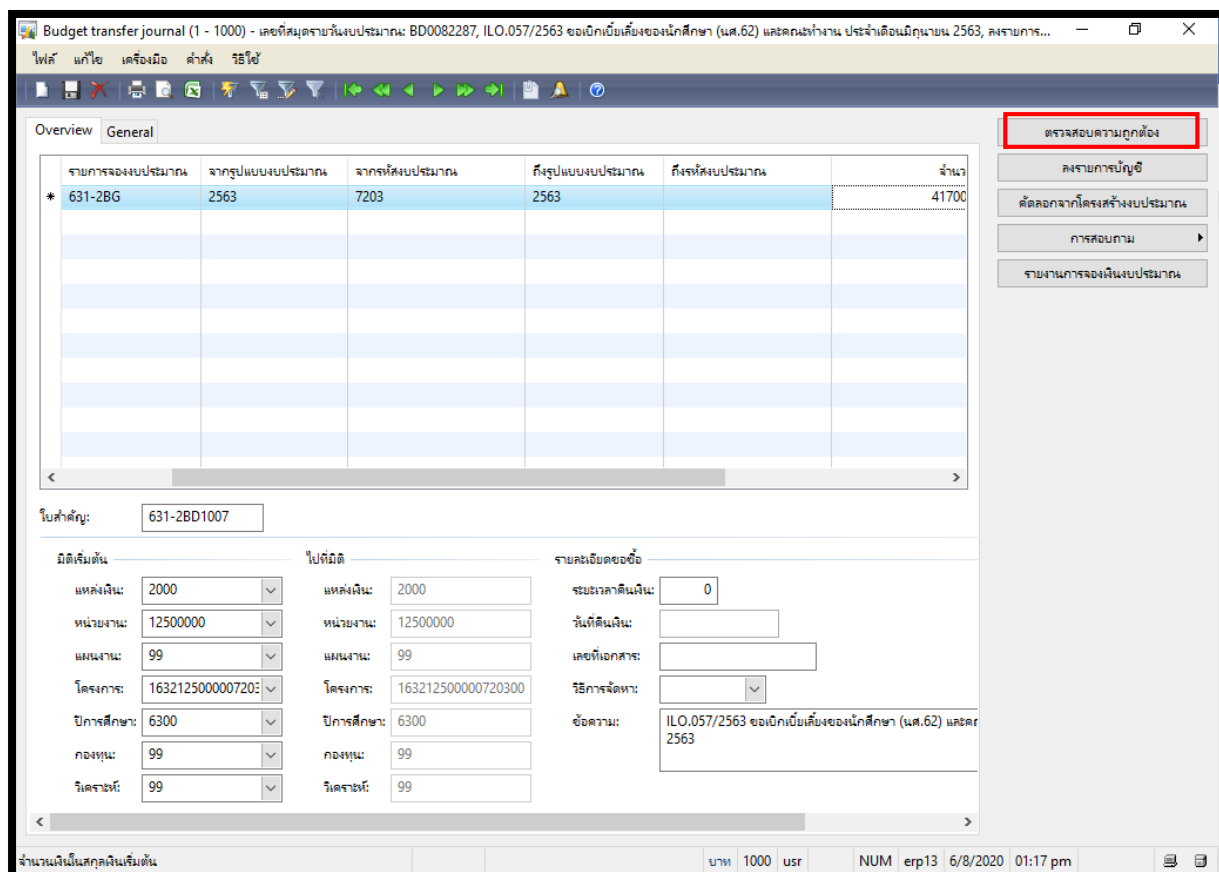 Budget transfer journal (1 - 1000) - เลขที่สมุดรายวันงบประมาณ: BD0082287, ILO.057/2563 ขอเบิกเบี้ยเลี้ยงของนักศึกษา (นศ.62) และคณะทำงาน ประจำเดือนมิถุนายน 2563, ลงรายการ...
ไฟล์ แก้ไข เครื่องมือ คำสั่ง วิธีใช้
Overview General
ตรวจสอบความถูกต้อง
รายการจองงบประมาณ จากรูปแบบงบประมาณ จากรหัสงบประมาณ ถึงรูปแบบงบประมาณ ถึงรหัสงบประมาณ จำนว
ลงรายการบัญชี
* 631-2BG 2563 7203 2563 41700
คัดลอกจากโครงสร้างงบประมาณ
การสอบถาม
รายงานการจองเงินงบประมาณ
ใบสำคัญ: 631-2BD1007
มิติเริ่มต้น ไปที่มิติ รายละเอียดขอซื้อ
แหล่งเงิน: 2000 แหล่งเงิน: 2000 ระยะเวลาคืนเงิน: 0
หน่วยงาน: 12500000 หน่วยงาน: 12500000 วันที่คืนเงิน:
แผนงาน: 99 แผนงาน: 99 เลขที่เอกสาร:
โครงการ: 1632125000007203 โครงการ: 163212500000720300 วิธีการจัดหา:
ปีการศึกษา: 6300 ปีการศึกษา: 6300 ข้อความ: ILO.057/2563 ขอเบิกเบี้ยเลี้ยงของนักศึกษา (นศ.62) และคณ
2563
กองทุน: 99 กองทุน: 99
วิเคราะห์: 99 วิเคราะห์: 99
จำนวนเงินในสกุลเงินเริ่มต้น บาท 1000 usr NUM erp13 6/8/2020 01:17 pm